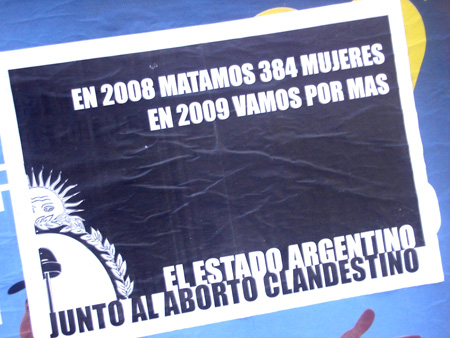 EN 2008 MATAMOS 384 MUJERES
EN 2009 VAMOS POR MAS
EL ESTADO ARGENTINO
JUNTO AL ABORTO CLANDESTINO